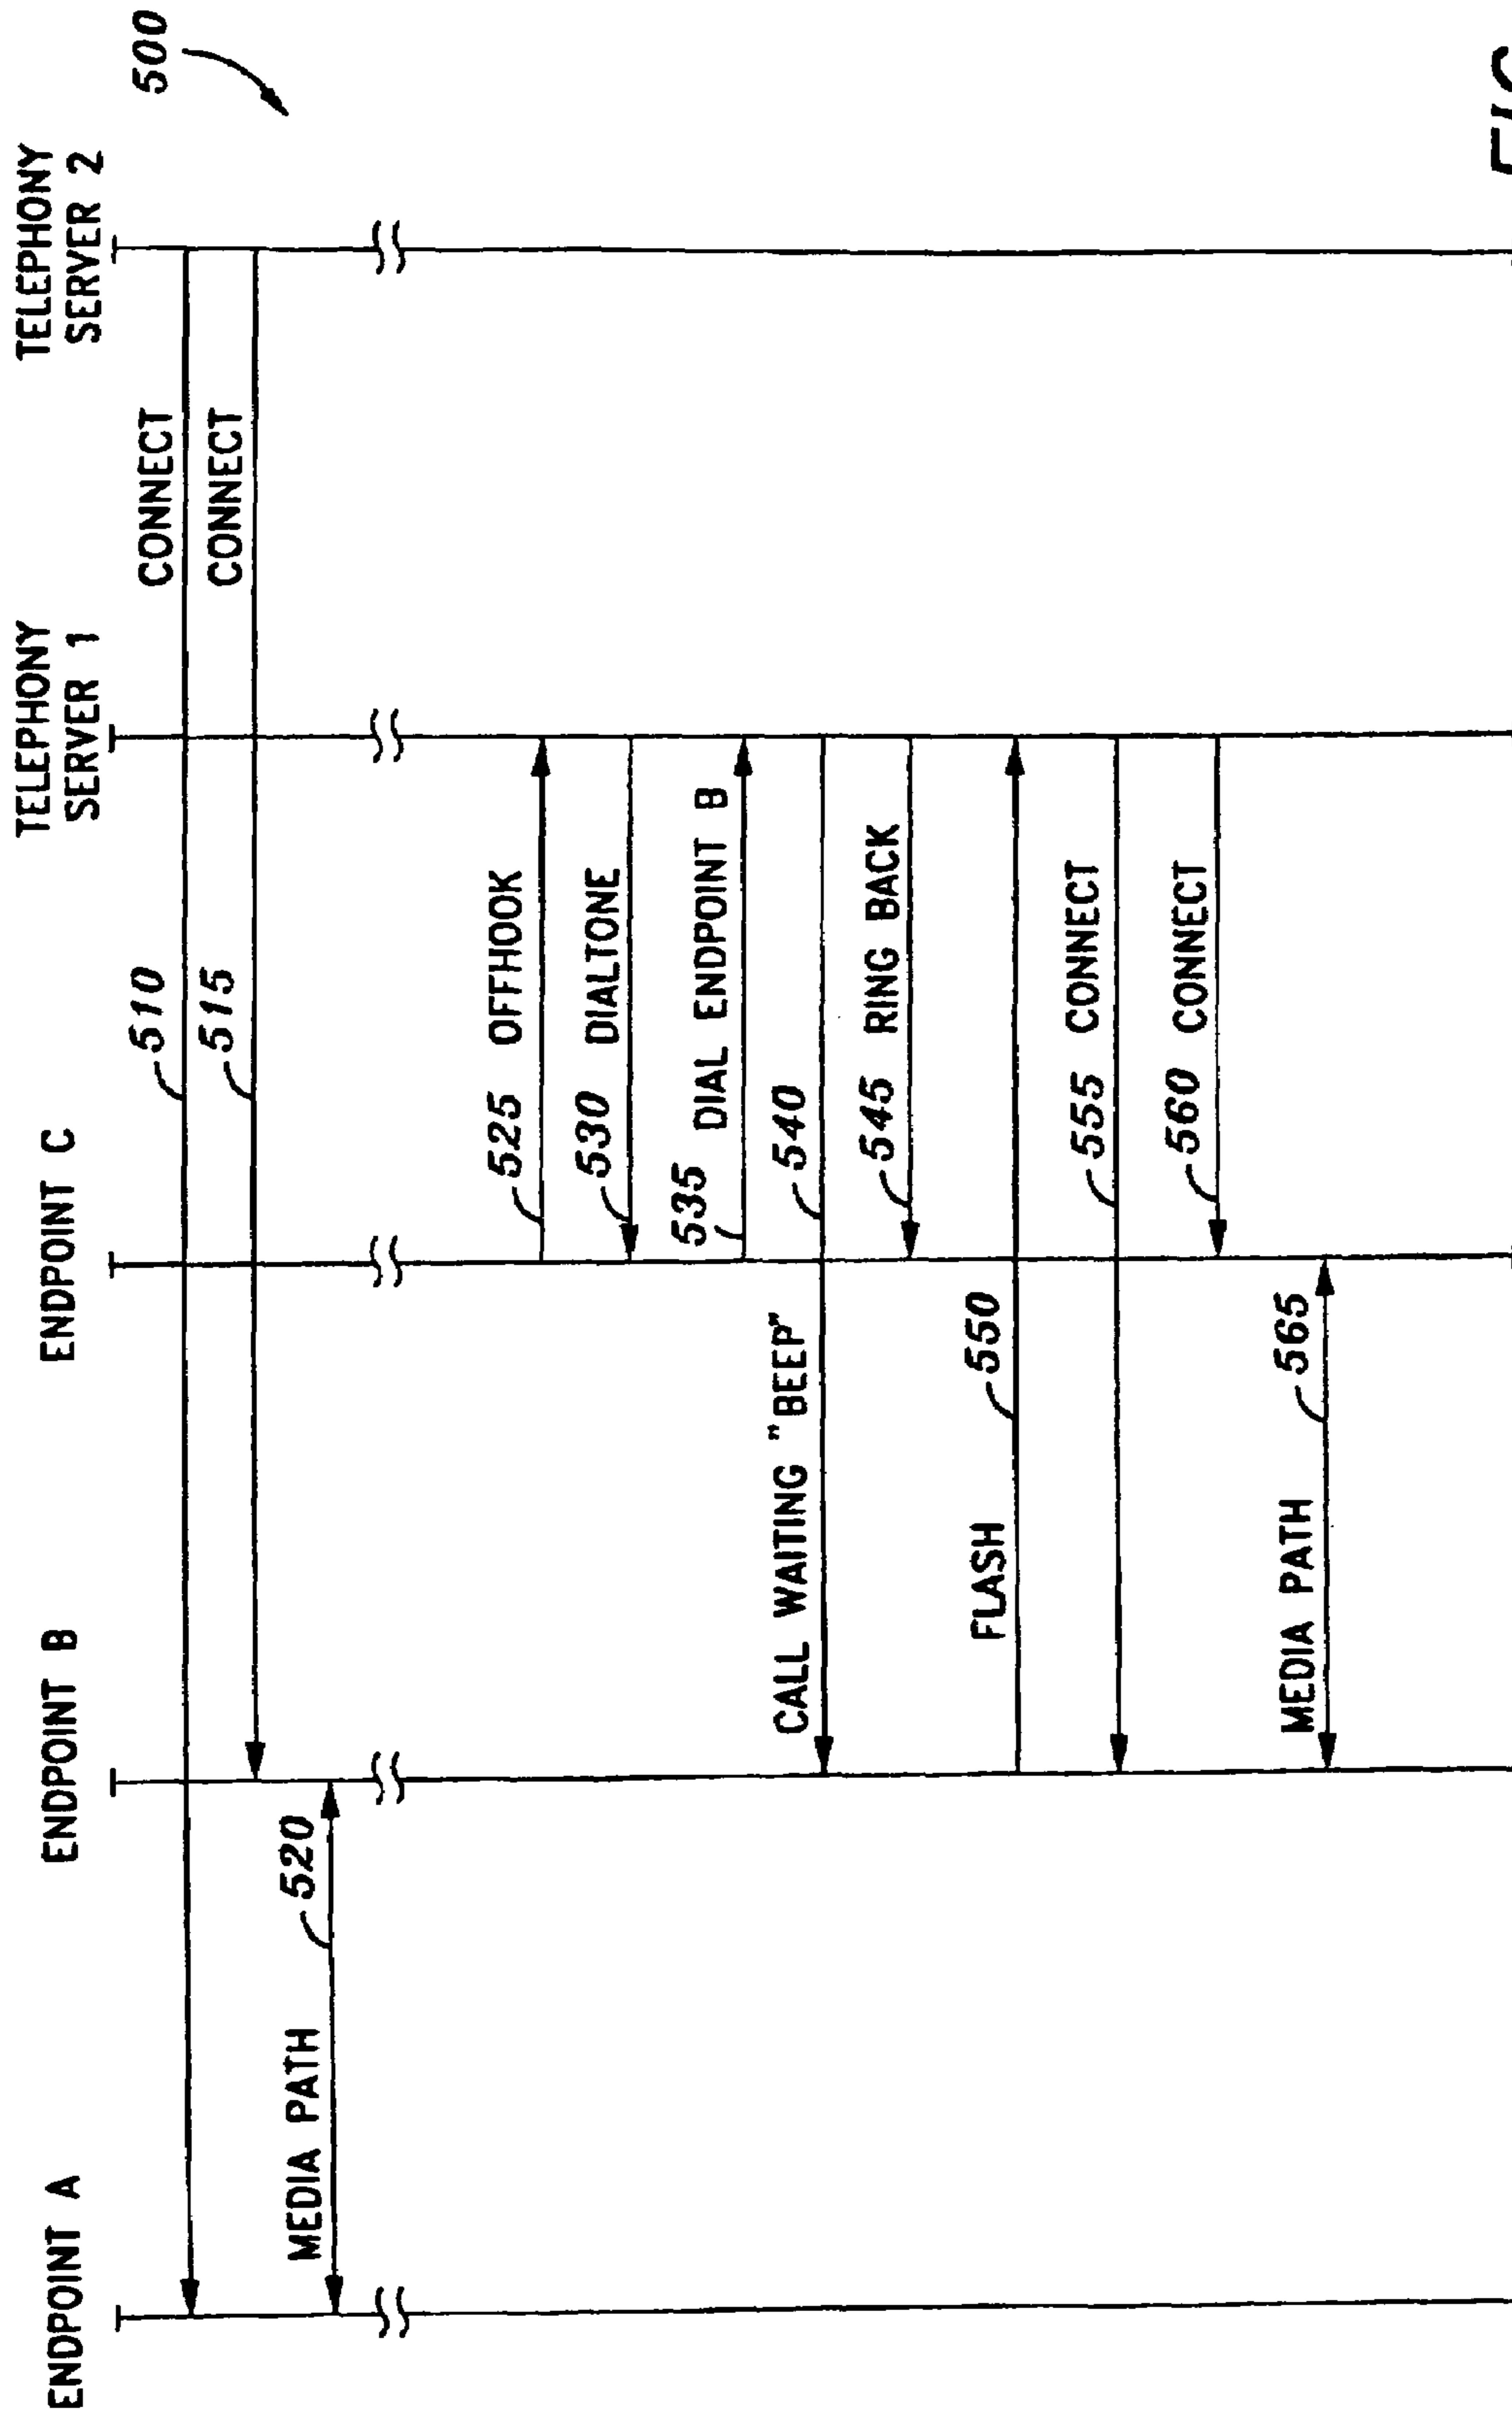 500
ENDPOINT A
ENDPOINT B
ENDPOINT C
TELEPHONY
SERVER 1
TELEPHONY
SERVER 2
510
CONNECT
515
CONNECT
MEDIA PATH
520
525 OFFHOOK
530 DIALTONE
535
DIAL ENDPOINT B
CALL WAITING "BEEP"
540
545 RING BACK
FLASH
550
555 CONNECT
560 CONNECT
MEDIA PATH
565